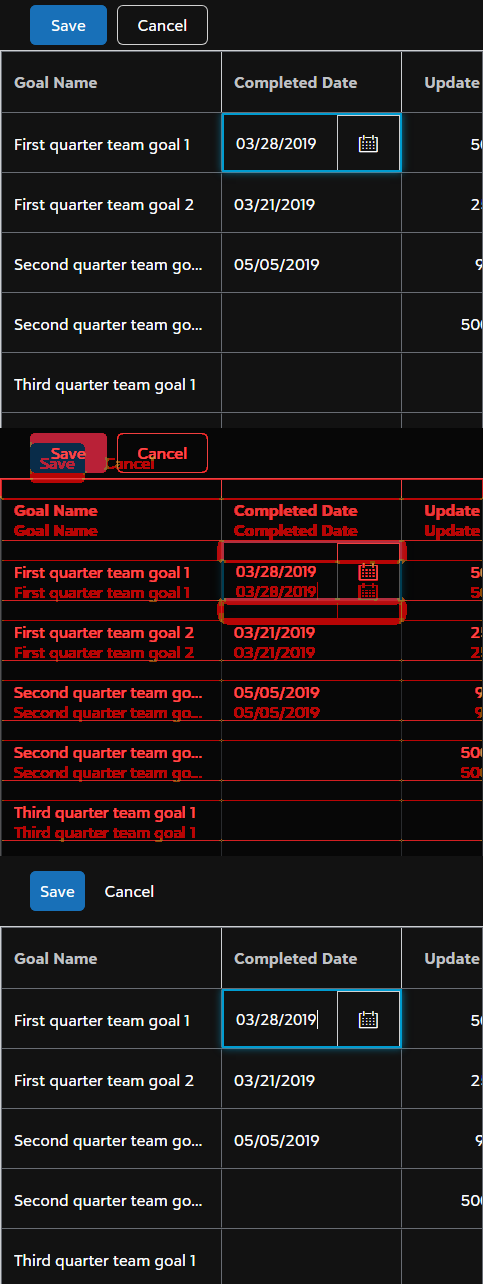 Save Cancel
Goal Name Completed Date Update
First quarter team goal 1 03/28/2019 50
First quarter team goal 2 03/21/2019 25
Second quarter team go... 05/05/2019 9
Second quarter team go... 500
Third quarter team goal 1
Save Cancel
Save Cancel
Goal Name Completed Date Update
Goal Name Completed Date Update
First quarter team goal 1 03/28/2019 50
First quarter team goal 1 03/28/2019 50
First quarter team goal 2 03/21/2019 25
First quarter team goal 2 03/21/2019 25
Second quarter team go... 05/05/2019 9
Second quarter team go... 05/05/2019 9
Second quarter team go... 500
Second quarter team go... 500
Third quarter team goal 1
Third quarter team goal 1
Save Cancel
Goal Name Completed Date Update
First quarter team goal 1 03/28/2019 50
First quarter team goal 2 03/21/2019 25
Second quarter team go... 05/05/2019 9
Second quarter team go... 500
Third quarter team goal 1